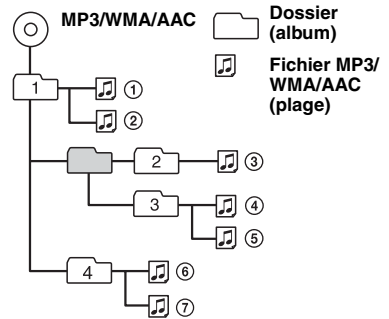 MP3/WMA/AAC
Dossier
(album)
Fichier MP3/
WMA/AAC
(plage)
1
①
②
2
③
3
④
⑤
4
⑥
⑦